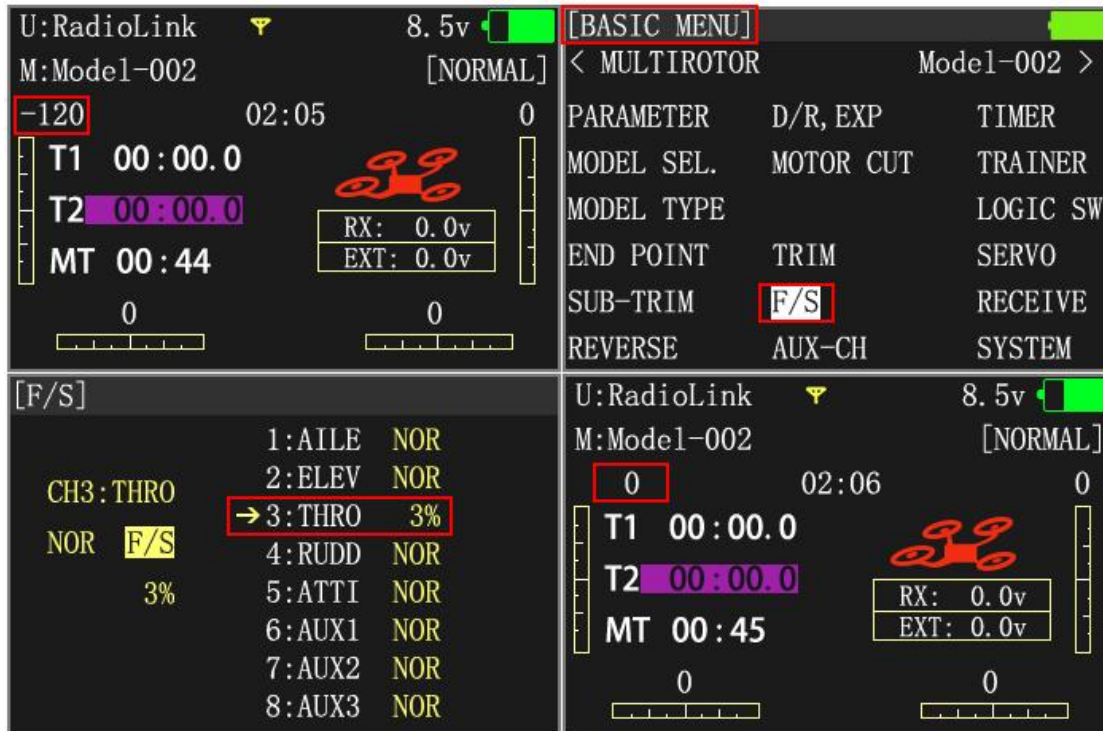 U:RadioLink 8.5v
M:Model-002 [NORMAL]
-120 02:05 0
T1 00:00.0
T2 00:00.0
RX: 0.0v
MT 00:44
EXT: 0.0v
0 0
[BASIC MENU]
< MULTIROTOR Model-002 >
PARAMETER D/R,EXP TIMER
MODEL SEL. MOTOR CUT TRAINER
MODEL TYPE LOGIC SW
END POINT TRIM SERVO
SUB-TRIM F/S RECEIVE
REVERSE AUX-CH SYSTEM
[F/S]
CH3:THRO
NOR F/S
3%
1:AILE NOR
2:ELEV NOR
→3:THRO 3%
4:RUDD NOR
5:ATTI NOR
6:AUX1 NOR
7:AUX2 NOR
8:AUX3 NOR
U:RadioLink 8.5v
M:Model-002 [NORMAL]
0 02:06 0
T1 00:00.0
T2 00:00.0
RX: 0.0v
MT 00:45
EXT: 0.0v
0 0